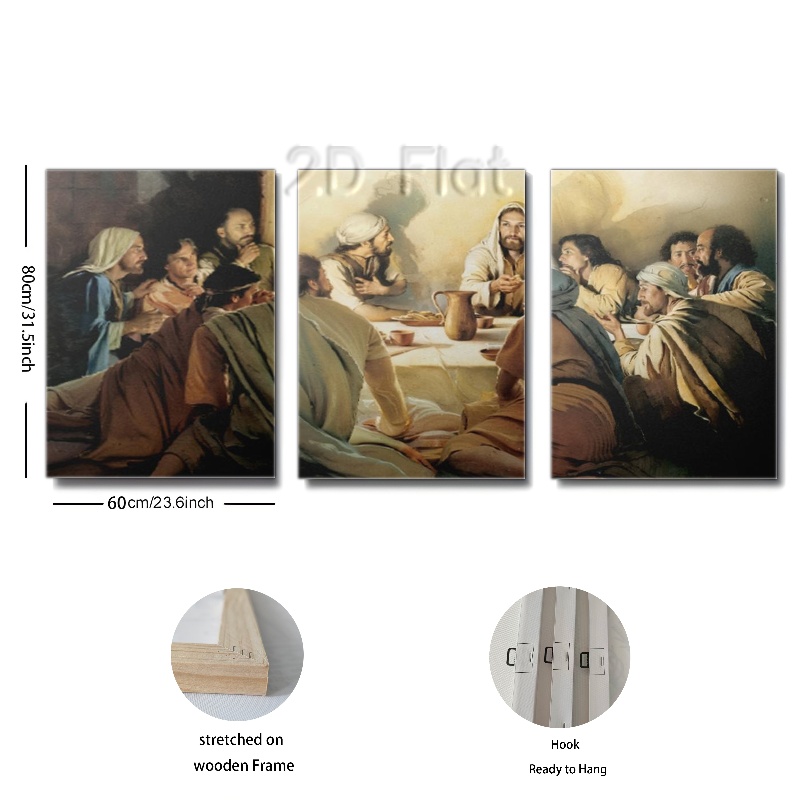 2D Flat
80cm/31.5inch
60cm/23.6inch
stretched on
wooden Frame
Hook
Ready to Hang